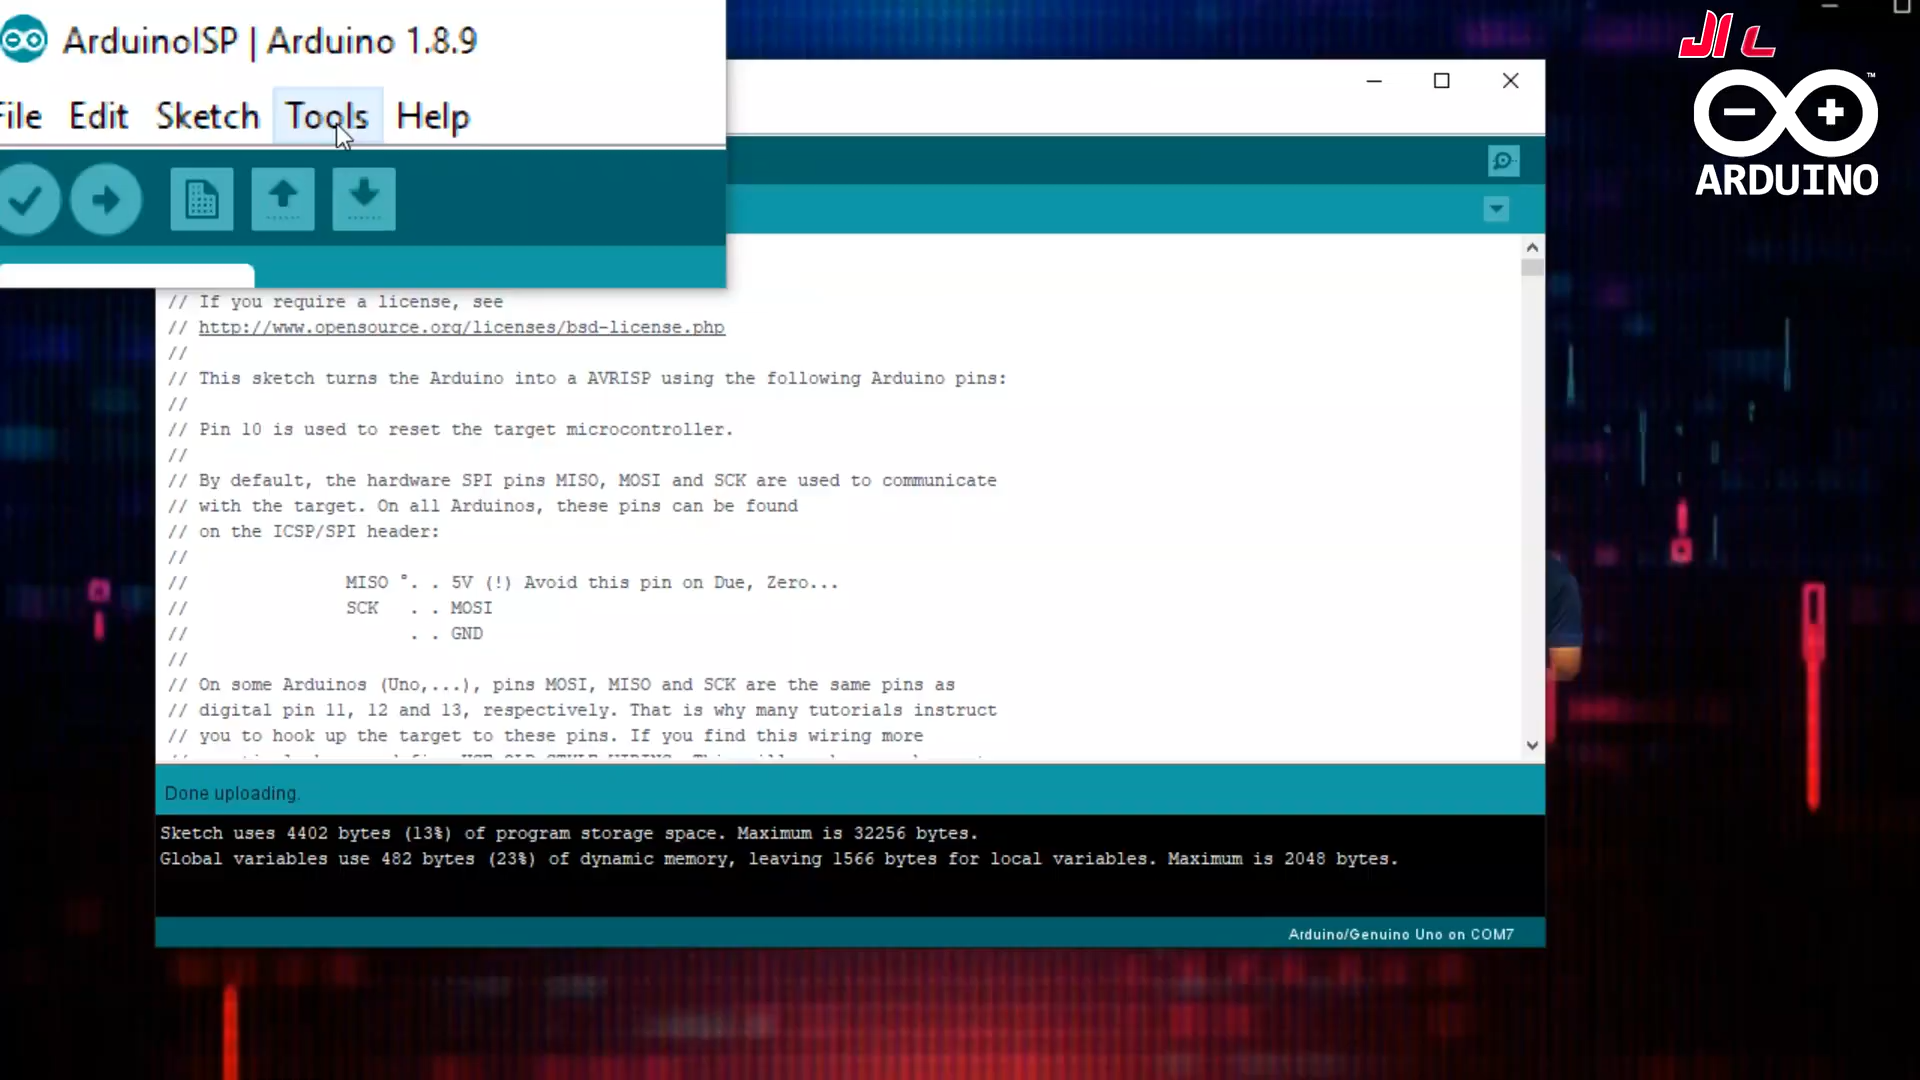 ArduinoISP | Arduino 1.8.9
File Edit Sketch Tools Help
JLC
ARDUINO
TM
// If you require a license, see
// http://www.opensource.org/licenses/bsd-license.php
//
// This sketch turns the Arduino into a AVRISP using the following Arduino pins:
//
// Pin 10 is used to reset the target microcontroller.
//
// By default, the hardware SPI pins MISO, MOSI and SCK are used to communicate
// with the target. On all Arduinos, these pins can be found
// on the ICSP/SPI header:
//
// MISO °. . 5V (!) Avoid this pin on Due, Zero...
// SCK . . MOSI
// . . GND
//
// On some Arduinos (Uno,...), pins MOSI, MISO and SCK are the same pins as
// digital pin 11, 12 and 13, respectively. That is why many tutorials instruct
// you to hook up the target to these pins. If you find this wiring more
Done uploading.
Sketch uses 4402 bytes (13%) of program storage space. Maximum is 32256 bytes.
Global variables use 482 bytes (23%) of dynamic memory, leaving 1566 bytes for local variables. Maximum is 2048 bytes.
Arduino/Genuino Uno on COM7